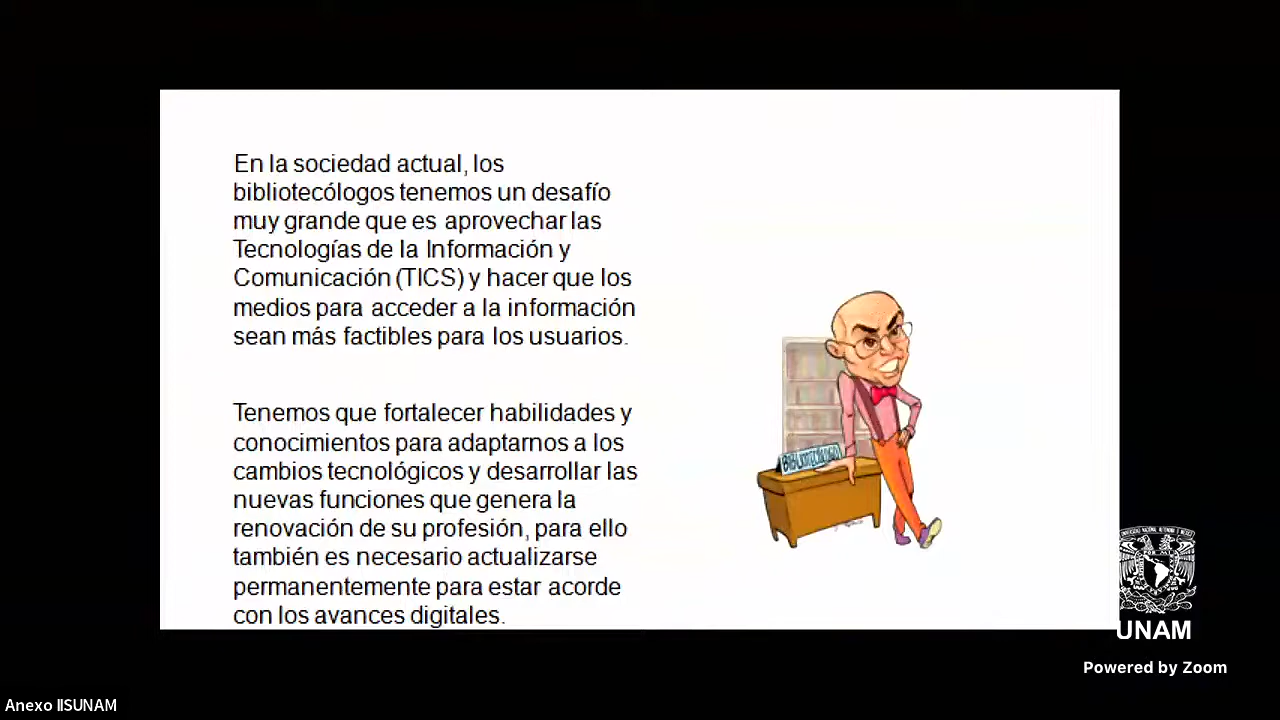 En la sociedad actual, los
bibliotecólogos tenemos un desafío
muy grande que es aprovechar las
Tecnologías de la Información y
Comunicación (TICS) y hacer que los
medios para acceder a la información
sean más factibles para los usuarios.
Tenemos que fortalecer habilidades y
conocimientos para adaptarnos a los
cambios tecnológicos y desarrollar las
nuevas funciones que genera la
renovación de su profesión, para ello
también es necesario actualizarse
permanentemente para estar acorde
con los avances digitales.
BIBLIOTECÓLOGO
UNAM
Powered by Zoom
Anexo IISUNAM